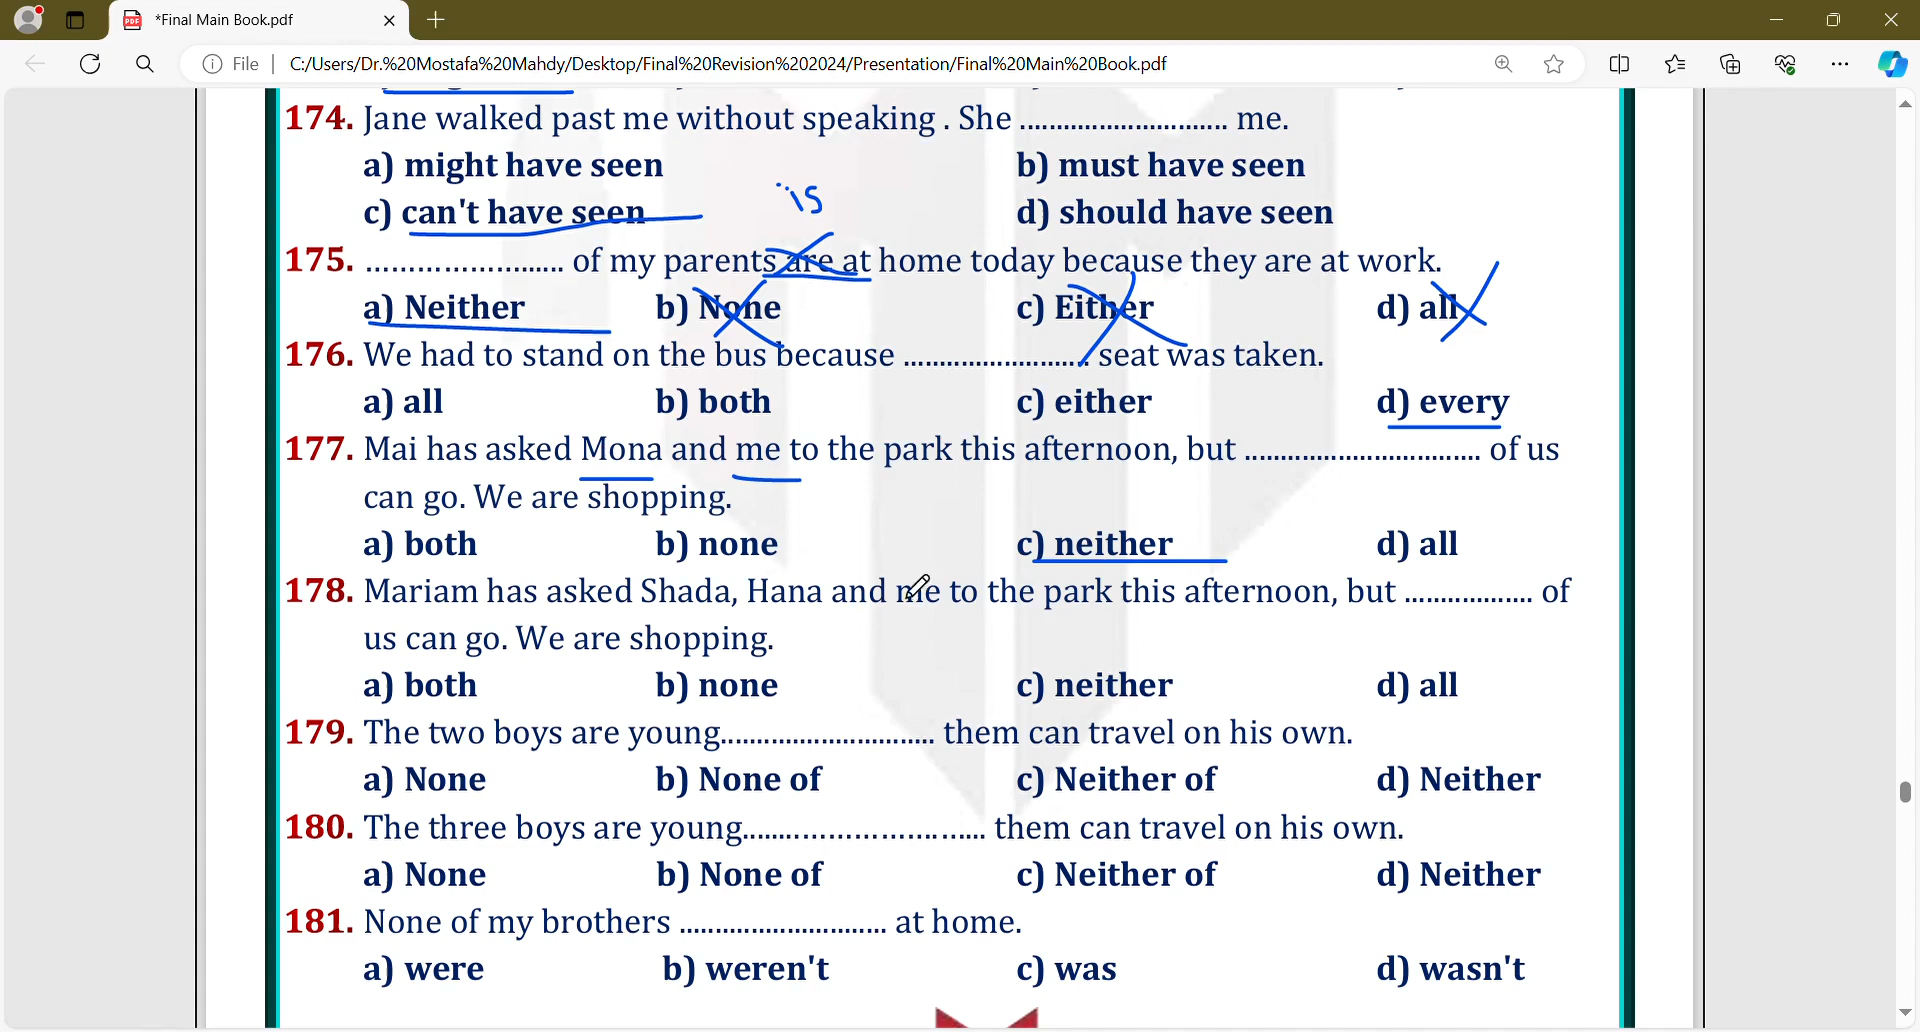 *Final Main Book.pdf
File C:/Users/Dr.%20Mostafa%20Mahdy/Desktop/Final%20Revision%202024/Presentation/Final%20Main%20Book.pdf
174. Jane walked past me without speaking . She ............................. me.
a) might have seen b) must have seen
is
c) can't have seen d) should have seen
175. ........................... of my parents are at home today because they are at work.
a) Neither b) None c) Either d) all
176. We had to stand on the bus because .......................... seat was taken.
a) all b) both c) either d) every
177. Mai has asked Mona and me to the park this afternoon, but ................................. of us
can go. We are shopping.
a) both b) none c) neither d) all
178. Mariam has asked Shada, Hana and me to the park this afternoon, but .................. of
us can go. We are shopping.
a) both b) none c) neither d) all
179. The two boys are young.............................. them can travel on his own.
a) None b) None of c) Neither of d) Neither
180. The three boys are young.............................. them can travel on his own.
a) None b) None of c) Neither of d) Neither
181. None of my brothers ............................. at home.
a) were b) weren't c) was d) wasn't